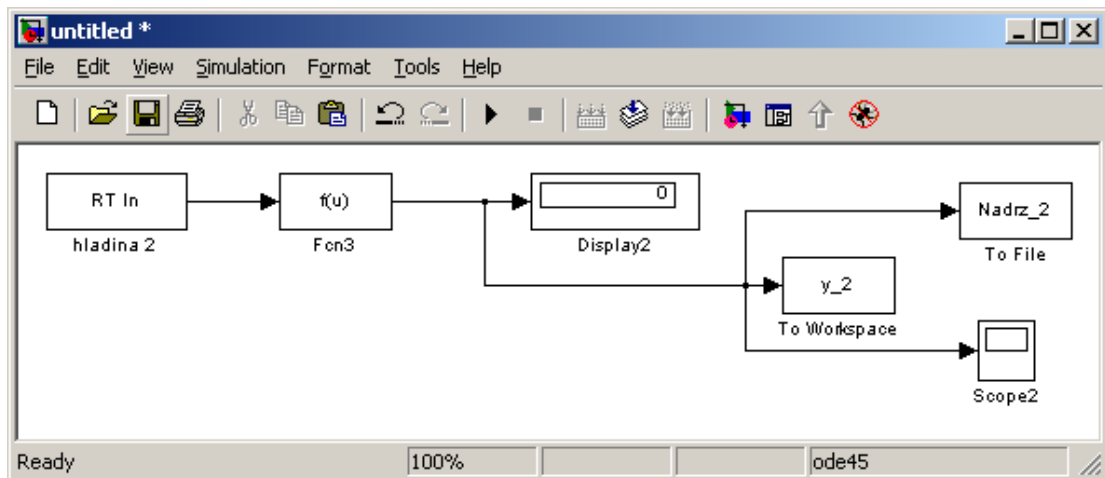 untitled *
File Edit View Simulation Format Tools Help
RT In
hladina 2
f(u)
Fcn3
0
Display2
Nadrz_2
To File
y_2
To Workspace
Scope2
Ready 100% ode45